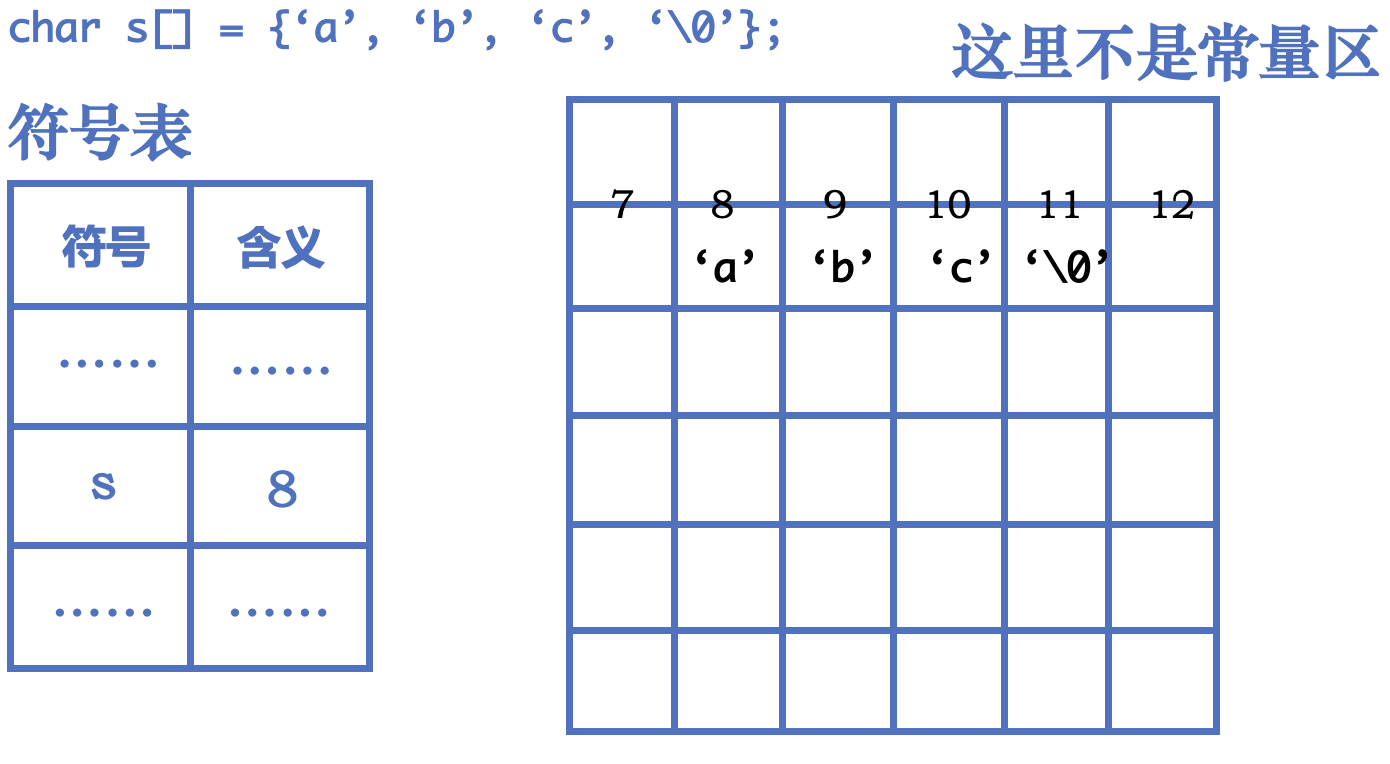 char s[] = {‘a’, ‘b’, ‘c’, ‘\0’};
这里不是常量区
符号表
符号 含义
…… ……
s 8
…… ……
7 8 9 10 11 12
‘a’ ‘b’ ‘c’ ‘\0’